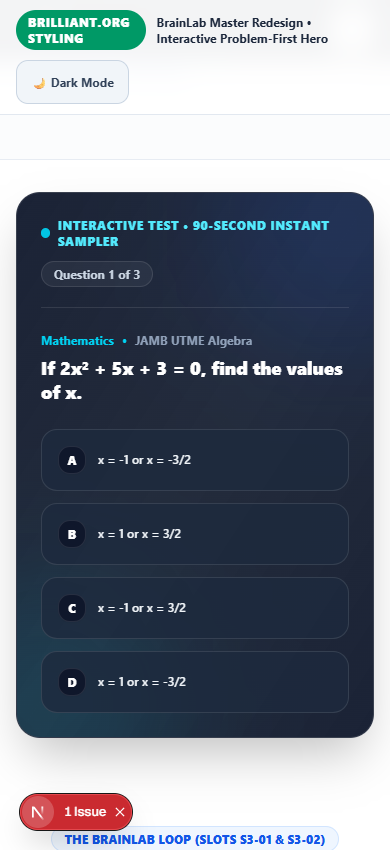 BRILLIANT.ORG
STYLING
BrainLab Master Redesign •
Interactive Problem-First Hero
🌙 Dark Mode
INTERACTIVE TEST • 90-SECOND INSTANT
SAMPLER
Question 1 of 3
Mathematics • JAMB UTME Algebra
If 2x² + 5x + 3 = 0, find the values
of x.
A x = -1 or x = -3/2
B x = 1 or x = 3/2
C x = -1 or x = 3/2
D x = 1 or x = -3/2
N 1 Issue ×
THE BRAINLAB LOOP (SLOTS S3-01 & S3-02)